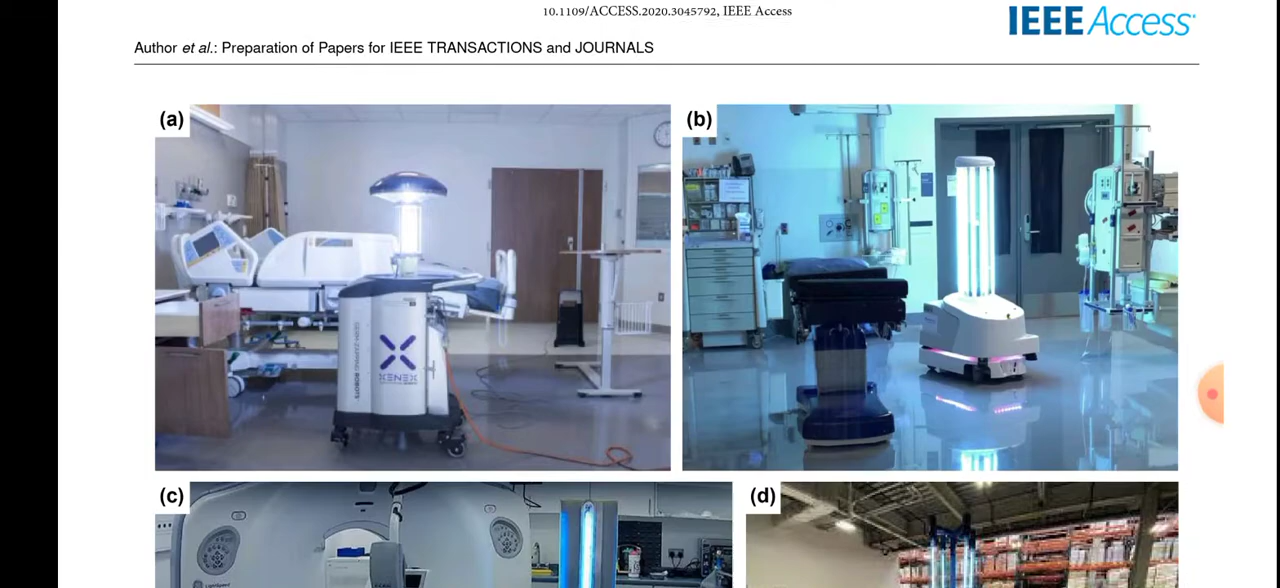 10.1109/ACCESS.2020.3045792, IEEE Access
IEEE Access
Author et al.: Preparation of Papers for IEEE TRANSACTIONS and JOURNALS
(a)
(b)
XENEX
(c)
(d)
LightSpeed